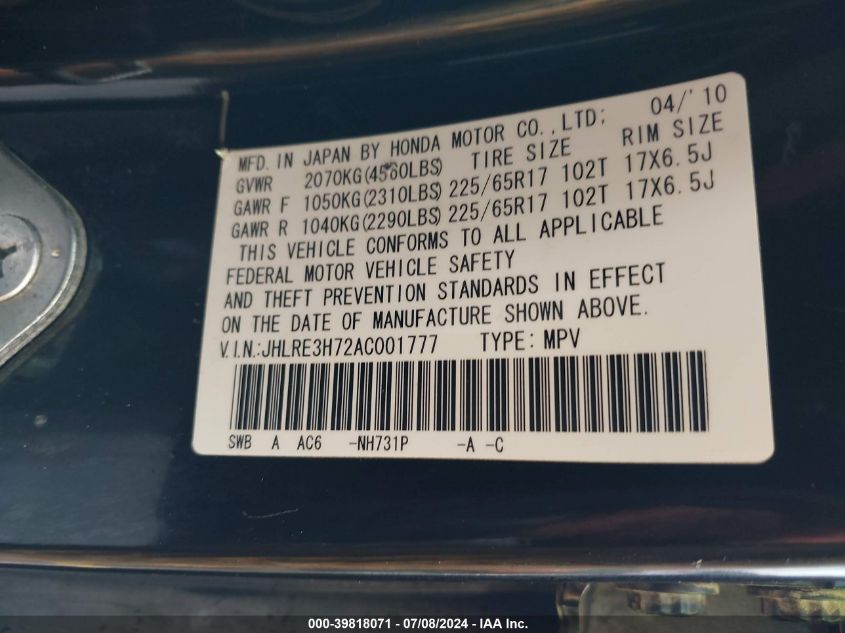 MFD. IN JAPAN BY HONDA MOTOR CO.,LTD; 04/'10
GVWR 2070KG(4560LBS) TIRE SIZE RIM SIZE
GAWR F 1050KG(2310LBS) 225/65R17 102T 17X6.5J
GAWR R 1040KG(2290LBS) 225/65R17 102T 17X6.5J
THIS VEHICLE CONFORMS TO ALL APPLICABLE
FEDERAL MOTOR VEHICLE SAFETY
AND THEFT PREVENTION STANDARDS IN EFFECT
ON THE DATE OF MANUFACTURE SHOWN ABOVE.
V.I.N.:JHLRE3H72AC001777 TYPE: MPV
SWB A AC6 -NH731P -A -C
000-39818071 / 07/08/2024 - IAA Inc.